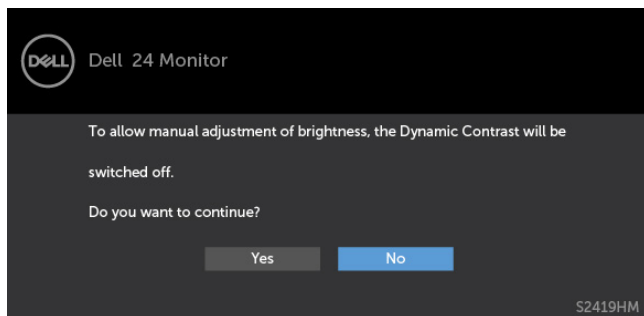 DELL
Dell 24 Monitor
To allow manual adjustment of brightness, the Dynamic Contrast will be
switched off.
Do you want to continue?
Yes No
S2419HM